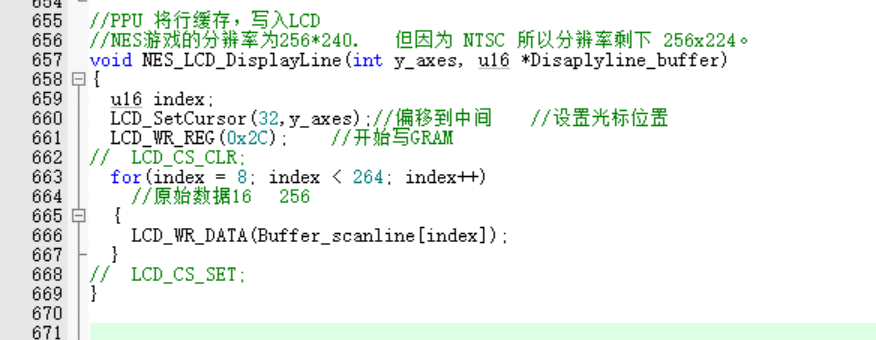 654
655 //PPU 将行缓存，写入LCD
656 //NES游戏的分辨率为256*240.   但因为 NTSC 所以分辨率剩下 256x224。
657 void NES_LCD_DisplayLine(int y_axes, u16 *Disaplyline_buffer)
658 {
659   u16 index;
660   LCD_SetCursor(32,y_axes);//偏移到中间    //设置光标位置
661   LCD_WR_REG(0x2C);    //开始写GRAM
662 //  LCD_CS_CLR;
663   for(index = 8; index < 264; index++)
664     //原始数据16   256
665   {
666     LCD_WR_DATA(Buffer_scanline[index]);
667   }
668 //  LCD_CS_SET;
669 }
670
671